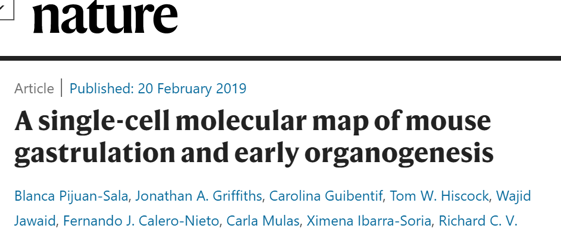 nature
Article | Published: 20 February 2019
A single-cell molecular map of mouse
gastrulation and early organogenesis
Blanca Pijuan-Sala, Jonathan A. Griffiths, Carolina Guibentif, Tom W. Hiscock, Wajid
Jawaid, Fernando J. Calero-Nieto, Carla Mulas, Ximena Ibarra-Soria, Richard C. V.